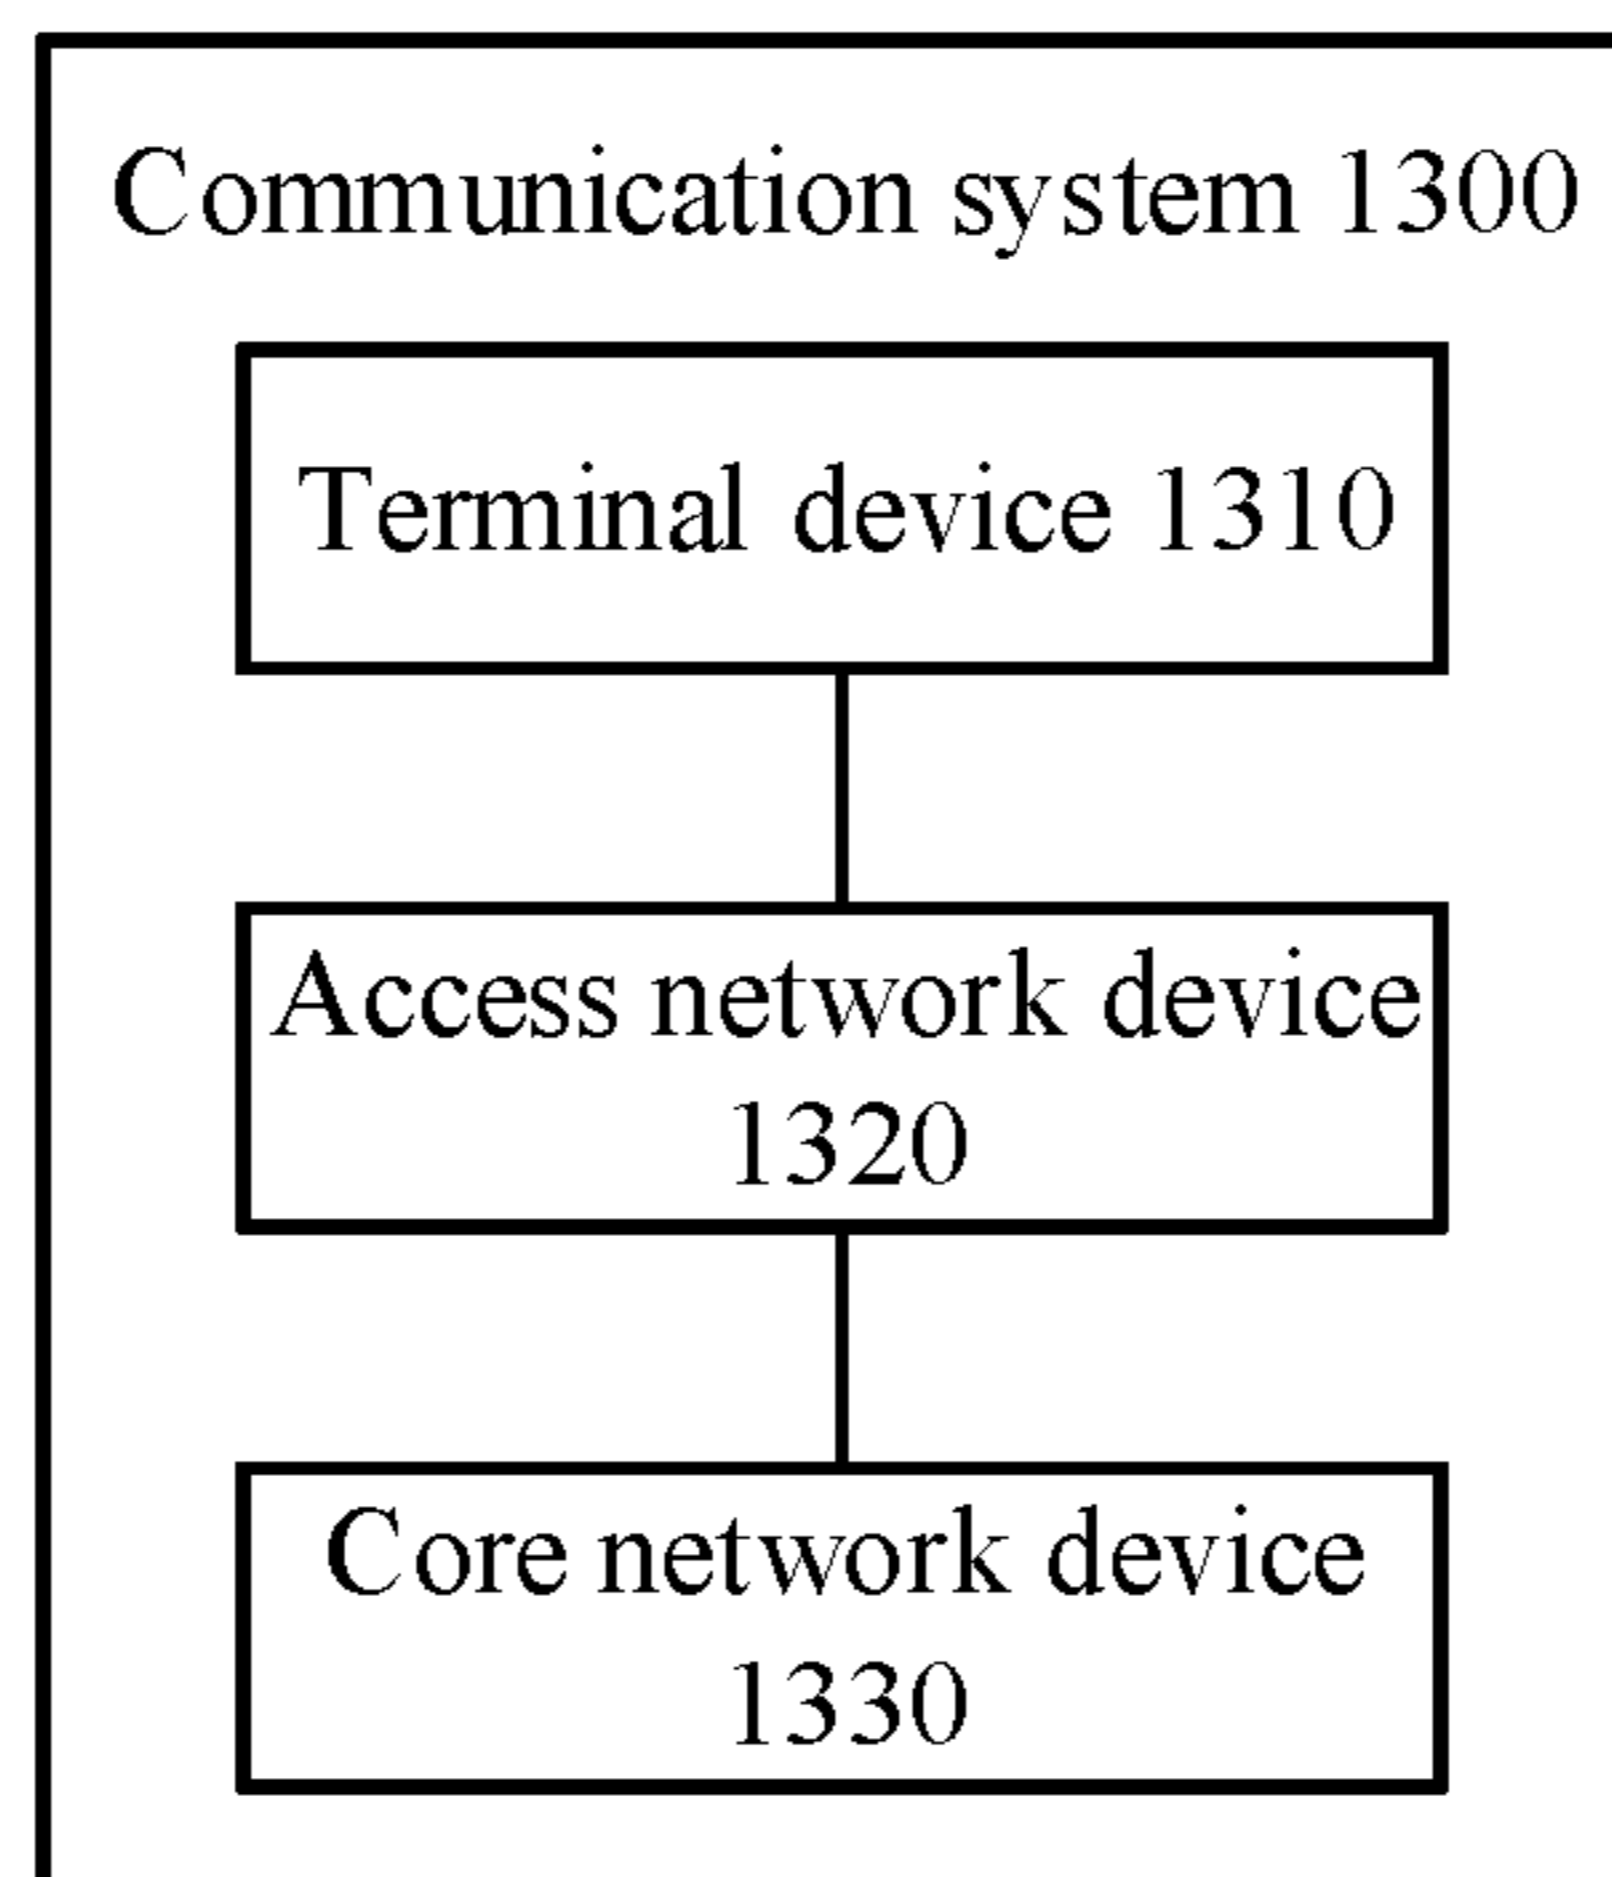 Communication system 1300
Terminal device 1310
Access network device
1320
Core network device
1330